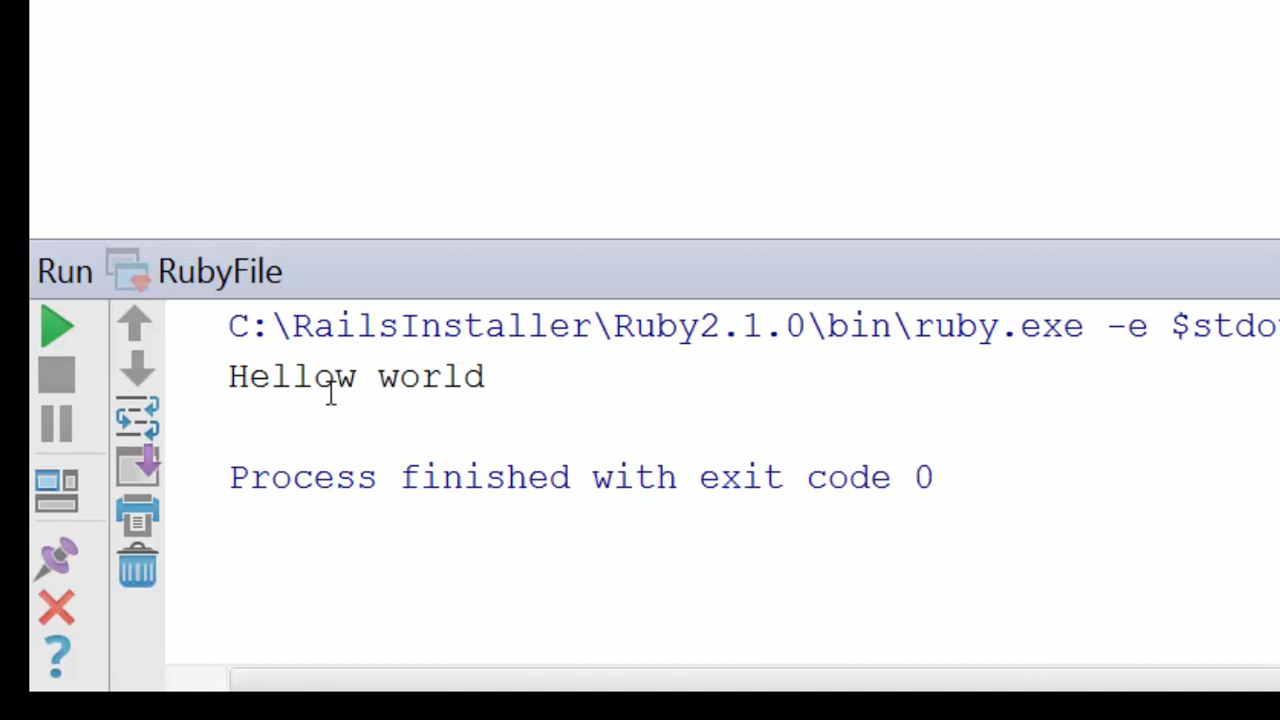 Run RubyFile
C:\RailsInstaller\Ruby2.1.0\bin\ruby.exe -e $stdo
Hellow world
Process finished with exit code 0